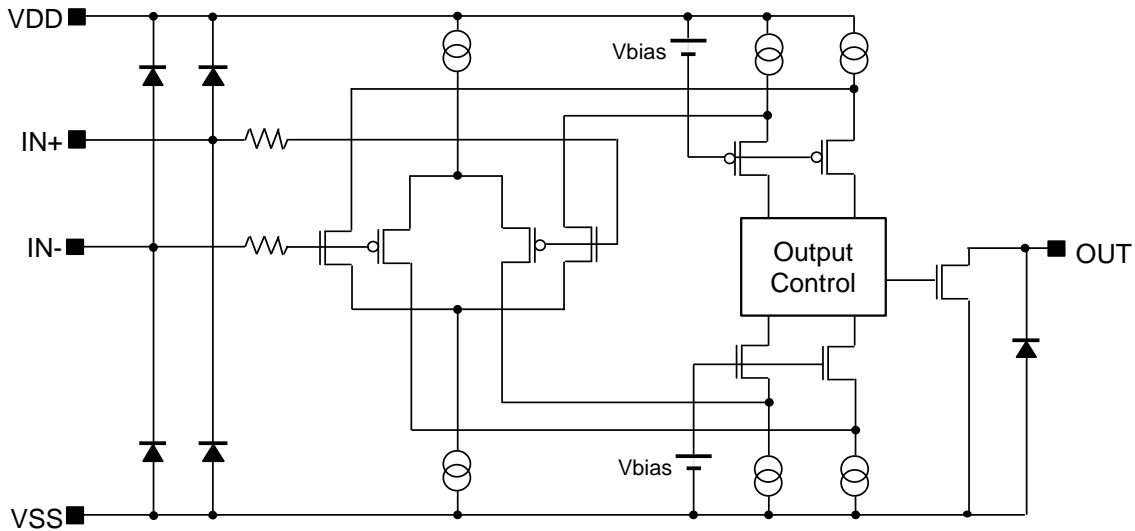 VDD
Vbias
IN+
IN-
Output
Control
OUT
Vbias
VSS